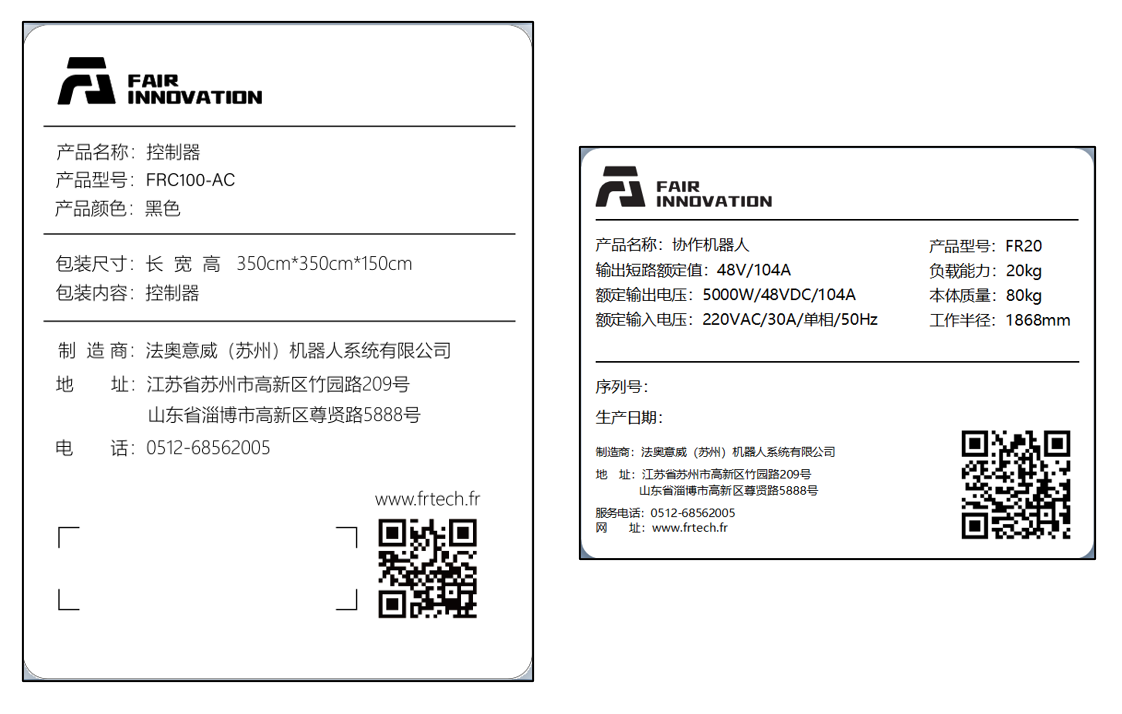 FAIR
INNOVATION
产品名称：控制器
产品型号：FRC100-AC
产品颜色：黑色
包装尺寸：长 宽 高 350cm*350cm*150cm
包装内容：控制器
制 造 商：法奥意威（苏州）机器人系统有限公司
地 址：江苏省苏州市高新区竹园路209号
山东省淄博市高新区尊贤路5888号
电 话：0512-68562005
www.frtech.fr
FAIR
INNOVATION
产品名称：协作机器人
输出短路额定值：48V/104A
额定输出电压：5000W/48VDC/104A
额定输入电压：220VAC/30A/单相/50Hz
产品型号：FR20
负载能力：20kg
本体质量：80kg
工作半径：1868mm
序列号：
生产日期：
制造商：法奥意威（苏州）机器人系统有限公司
地 址：江苏省苏州市高新区竹园路209号
山东省淄博市高新区尊贤路5888号
服务电话：0512-68562005
网 址：www.frtech.fr